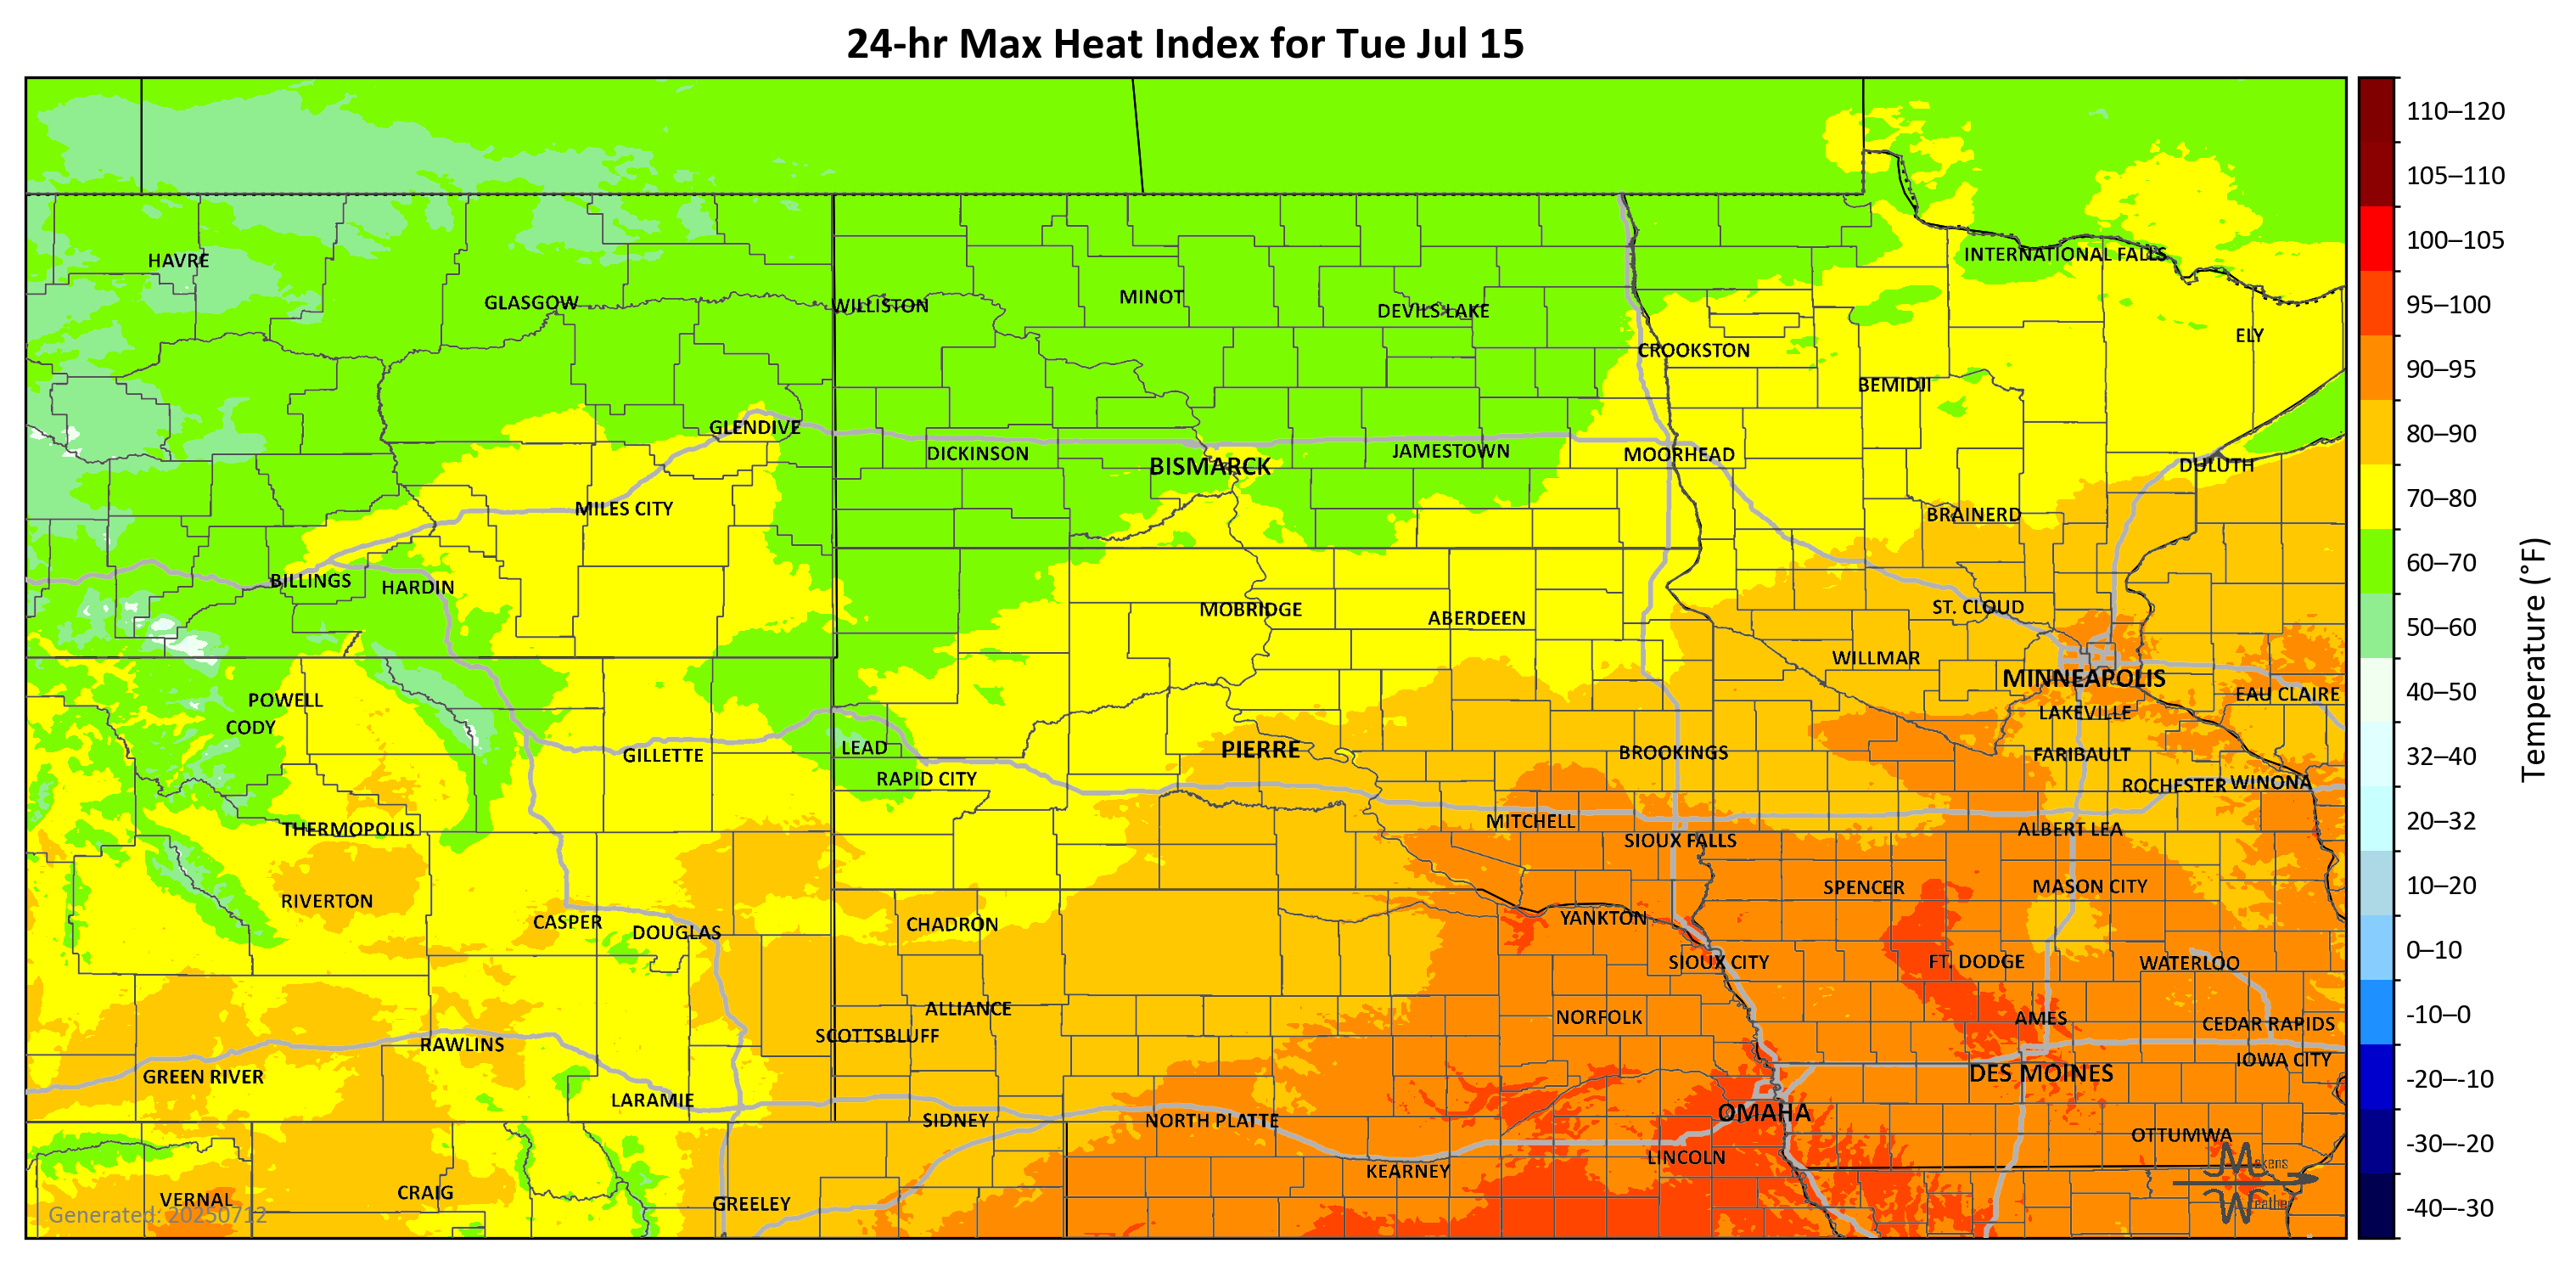 24-hr Max Heat Index for Tue Jul 15
110–120
105–110
100–105
95–100
90–95
80–90
70–80
60–70
50–60
40–50
32–40
20–32
10–20
0–10
-10–0
-20–-10
-30–-20
-40–-30
Temperature (°F)
HAVRE
INTERNATIONAL FALLS
GLASGOW
WILLISTON
MINOT
DEVILS LAKE
ELY
CROOKSTON
BEMIDJI
GLENDIVE
DICKINSON
BISMARCK
JAMESTOWN
MOORHEAD
DULUTH
MILES CITY
BRAINERD
BILLINGS
HARDIN
MOBRIDGE
ABERDEEN
ST. CLOUD
WILLMAR
MINNEAPOLIS
EAU CLAIRE
POWELL
CODY
LAKEVILLE
GILLETTE
LEAD
PIERRE
BROOKINGS
FARIBAULT
RAPID CITY
ROCHESTER
WINONA
THERMOPOLIS
MITCHELL
SIOUX FALLS
ALBERT LEA
RIVERTON
SPENCER
MASON CITY
CASPER
DOUGLAS
CHADRON
YANKTON
SIOUX CITY
FT. DODGE
WATERLOO
ALLIANCE
NORFOLK
AMES
CEDAR RAPIDS
SCOTTSBLUFF
RAWLINS
IOWA CITY
GREEN RIVER
DES MOINES
LARAMIE
SIDNEY
NORTH PLATTE
OMAHA
OTTUMWA
LINCOLN
KEARNEY
VERNAL
CRAIG
GREELEY
Generated: 20250712